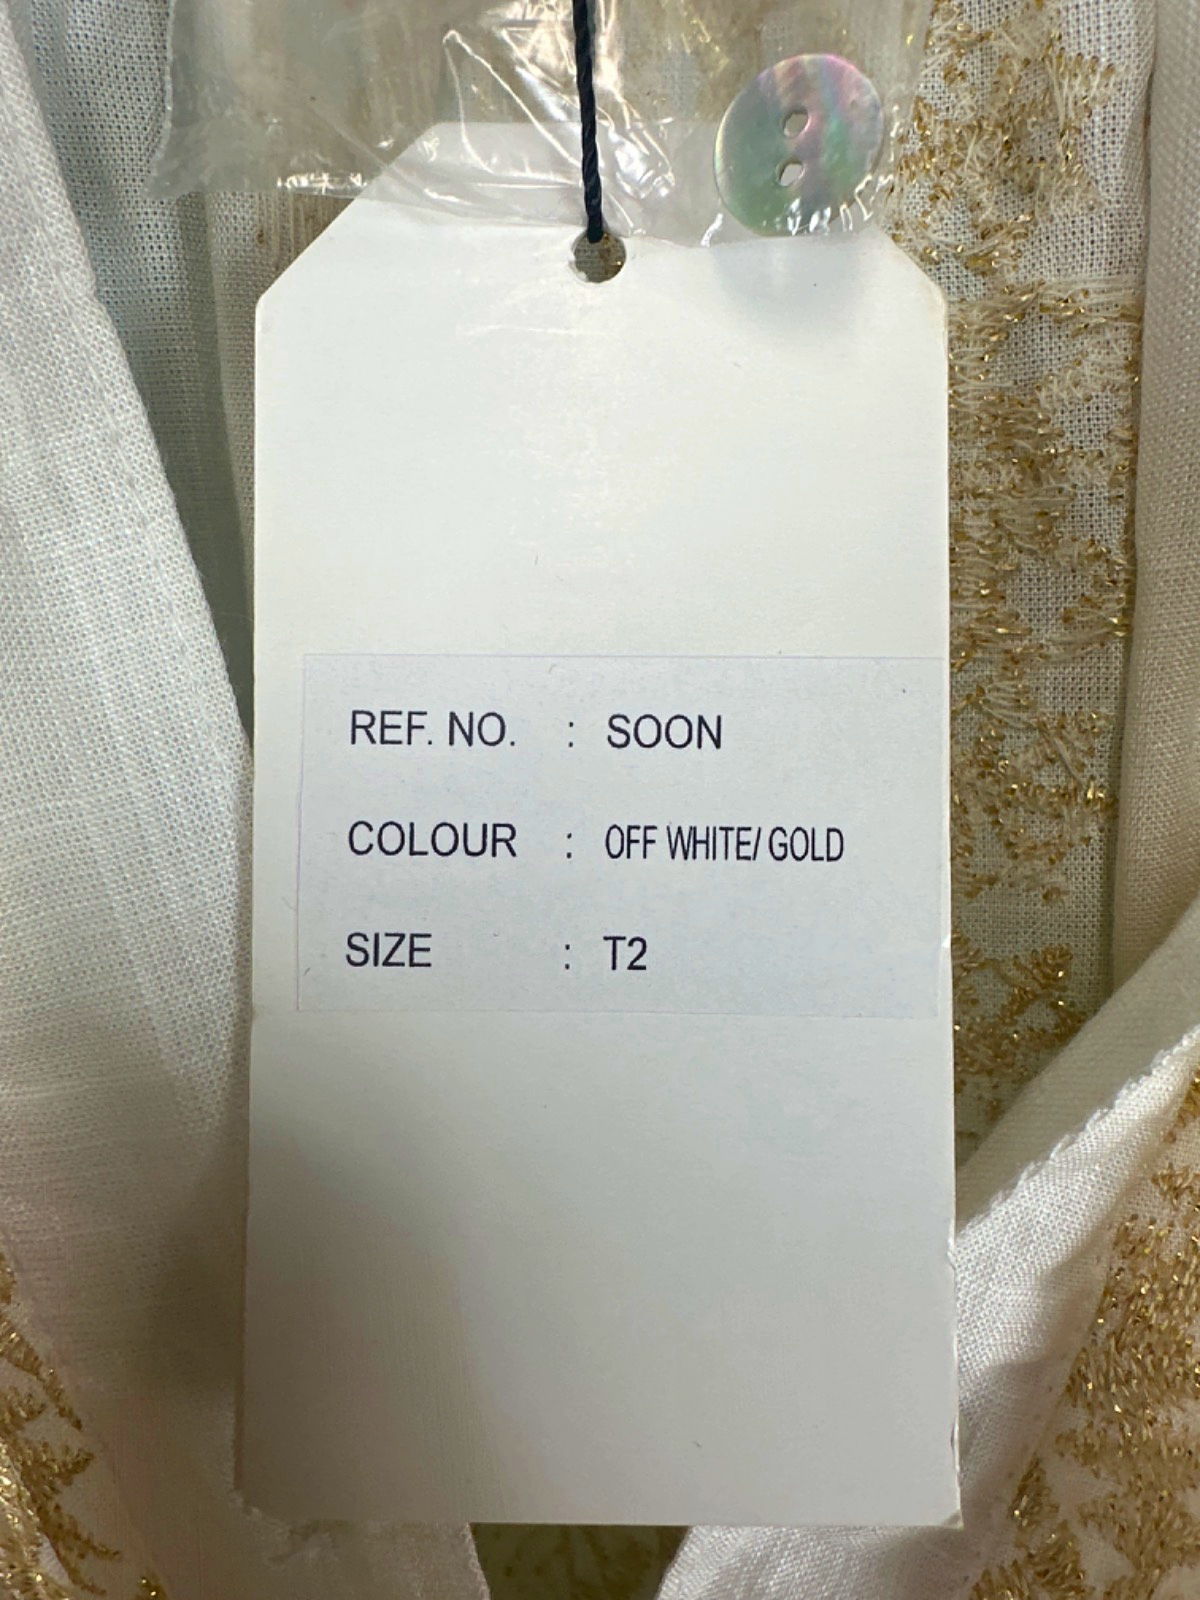 REF. NO. : SOON
COLOUR : OFF WHITE/ GOLD
SIZE : T2